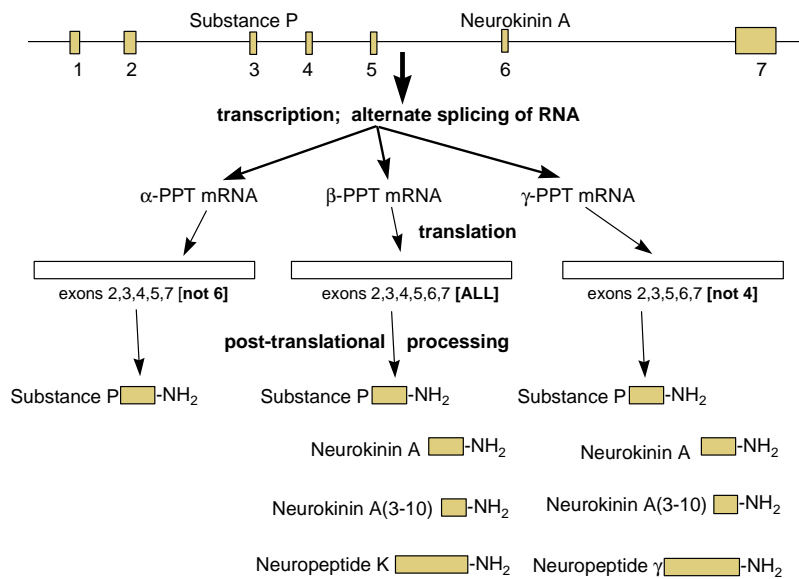 Substance P Neurokinin A
1 2 3 4 5 6 7
transcription; alternate splicing of RNA
α-PPT mRNA β-PPT mRNA γ-PPT mRNA
translation
exons 2,3,4,5,7 [not 6] exons 2,3,4,5,6,7 [ALL] exons 2,3,5,6,7 [not 4]
post-translational processing
Substance P -NH₂ Substance P -NH₂ Substance P -NH₂
Neurokinin A -NH₂ Neurokinin A -NH₂
Neurokinin A(3-10) -NH₂ Neurokinin A(3-10) -NH₂
Neuropeptide K -NH₂ Neuropeptide γ -NH₂